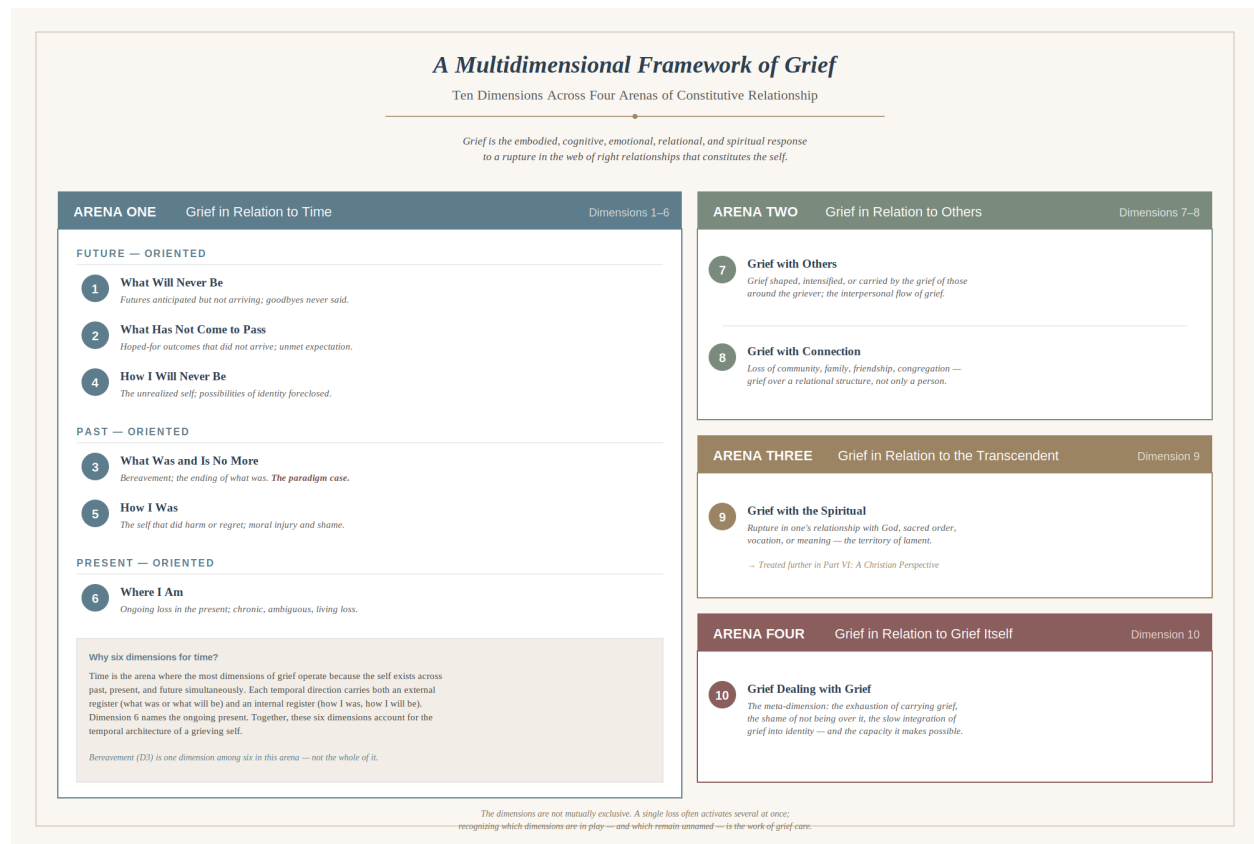 A Multidimensional Framework of Grief
Ten Dimensions Across Four Arenas of Constitutive Relationship
Grief is the embodied, cognitive, emotional, relational, and spiritual response
to a rupture in the web of right relationships that constitutes the self.
ARENA ONE Grief in Relation to Time Dimensions 1–6
FUTURE — ORIENTED
1 What Will Never Be
Futures anticipated but not arriving; goodbyes never said.
2 What Has Not Come to Pass
Hoped-for outcomes that did not arrive; unmet expectation.
4 How I Will Never Be
The unrealized self; possibilities of identity foreclosed.
PAST — ORIENTED
3 What Was and Is No More
Bereavement; the ending of what was. The paradigm case.
5 How I Was
The self that did harm or regret; moral injury and shame.
PRESENT — ORIENTED
6 Where I Am
Ongoing loss in the present; chronic, ambiguous, living loss.
Why six dimensions for time?
Time is the arena where the most dimensions of grief operate because the self exists across
past, present, and future simultaneously. Each temporal direction carries both an external
register (what was or what will be) and an internal register (how I was, how I will be).
Dimension 6 names the ongoing present. Together, these six dimensions account for the
temporal architecture of a grieving self.
Bereavement (D3) is one dimension among six in this arena — not the whole of it.
ARENA TWO Grief in Relation to Others Dimensions 7–8
7 Grief with Others
Grief shaped, intensified, or carried by the grief of those
around the griever; the interpersonal flow of grief.
8 Grief with Connection
Loss of community, family, friendship, congregation —
grief over a relational structure, not only a person.
ARENA THREE Grief in Relation to the Transcendent Dimension 9
9 Grief with the Spiritual
Rupture in one's relationship with God, sacred order,
vocation, or meaning — the territory of lament.
→ Treated further in Part VI: A Christian Perspective
ARENA FOUR Grief in Relation to Grief Itself Dimension 10
10 Grief Dealing with Grief
The meta-dimension: the exhaustion of carrying grief,
the shame of not being over it, the slow integration of
grief into identity — and the capacity it makes possible.
The dimensions are not mutually exclusive. A single loss often activates several at once;
recognizing which dimensions are in play — and which remain unnamed — is the work of grief care.